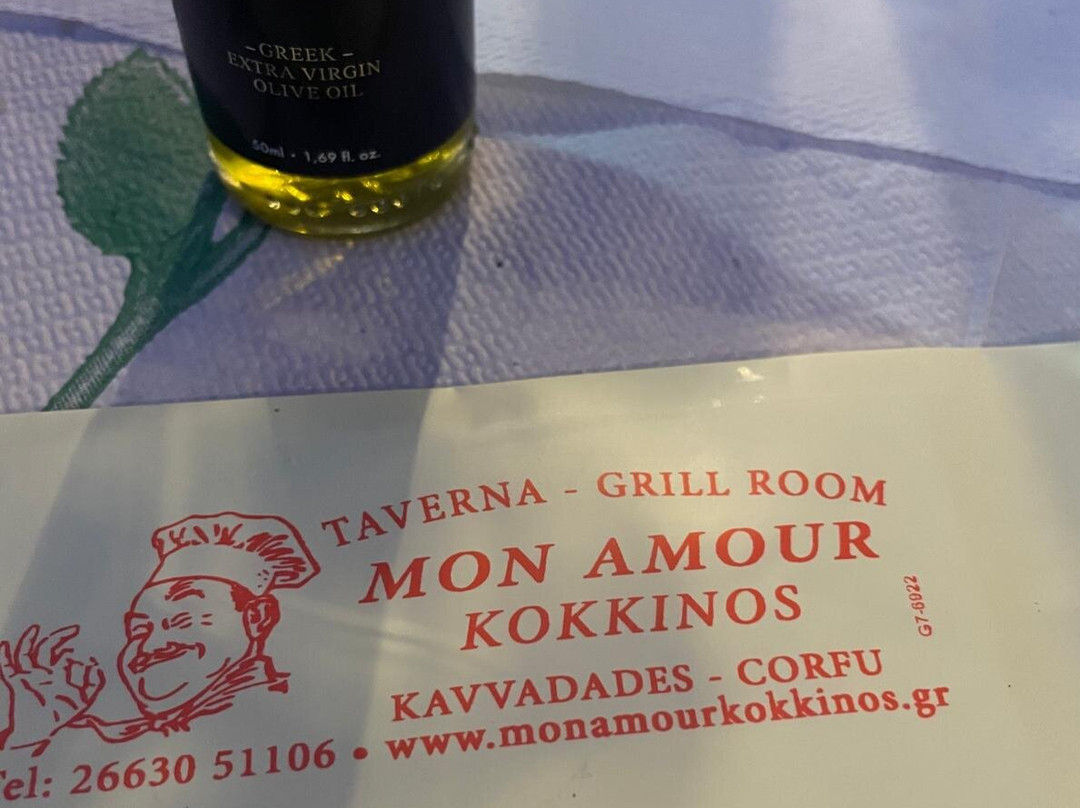 -GREEK-
EXTRA VIRGIN
OLIVE OIL
50ml • 1,69 fl. oz.
TAVERNA - GRILL ROOM
MON AMOUR
KOKKINOS
G7-6922
KAVVADADES - CORFU
Tel: 26630 51106 • www.monamourkokkinos.gr